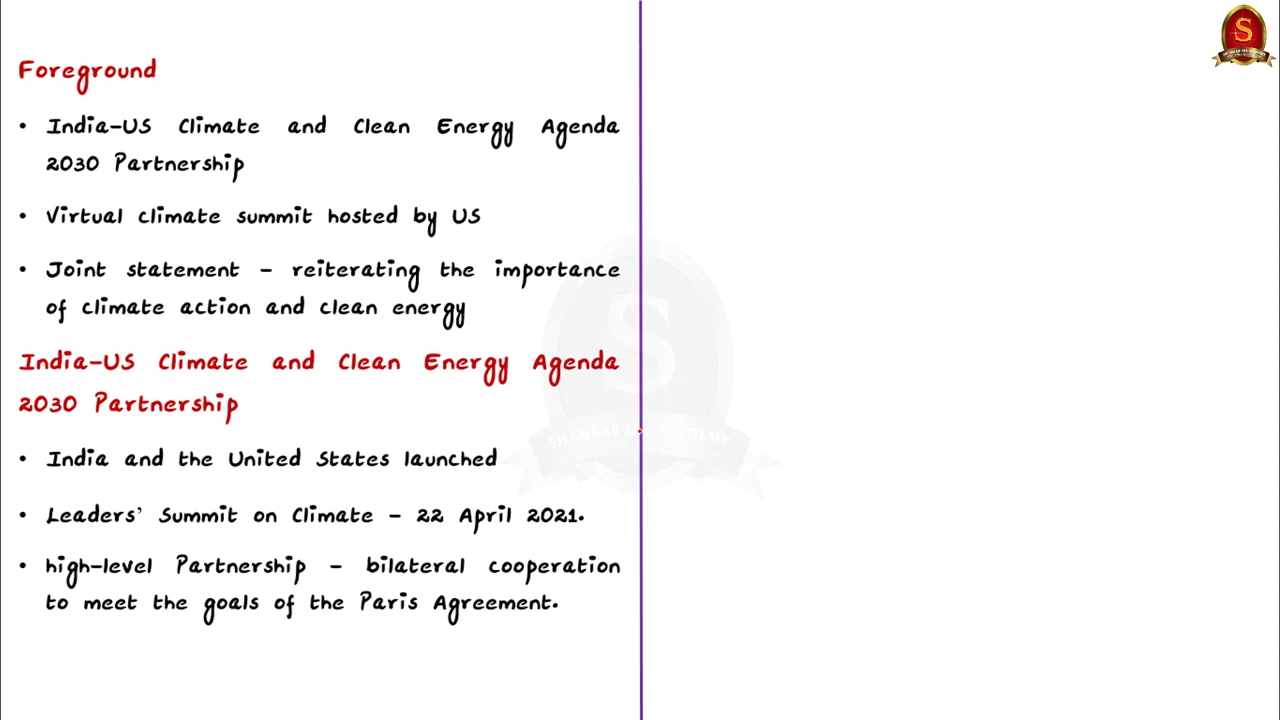 Foreground
• India-US Climate and Clean Energy Agenda
2030 Partnership
• Virtual climate summit hosted by US
• Joint statement – reiterating the importance
of climate action and clean energy
India-US Climate and Clean Energy Agenda
2030 Partnership
• India and the United States launched
• Leaders' Summit on Climate – 22 April 2021.
• high-level Partnership – bilateral cooperation
to meet the goals of the Paris Agreement.
S
SHANKAR IAS ACADEMY